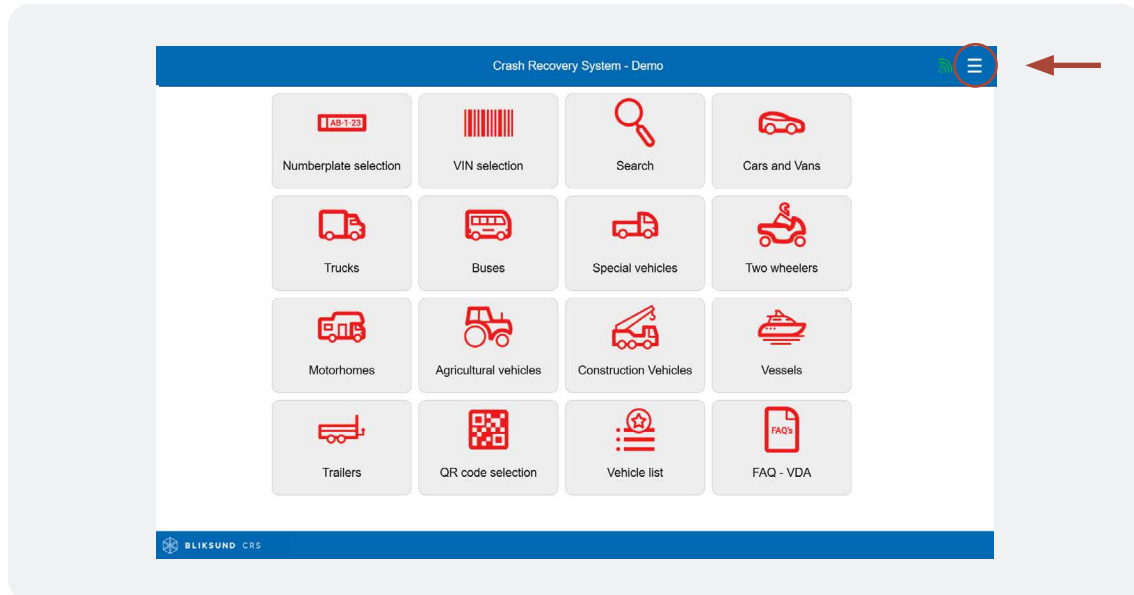 Crash Recovery System - Demo
AB-1-23
Numberplate selection
VIN selection
Search
Cars and Vans
Trucks
Buses
Special vehicles
Two wheelers
Motorhomes
Agricultural vehicles
Construction Vehicles
Vessels
Trailers
QR code selection
Vehicle list
FAQ's
FAQ - VDA
BLIKSUND CRS